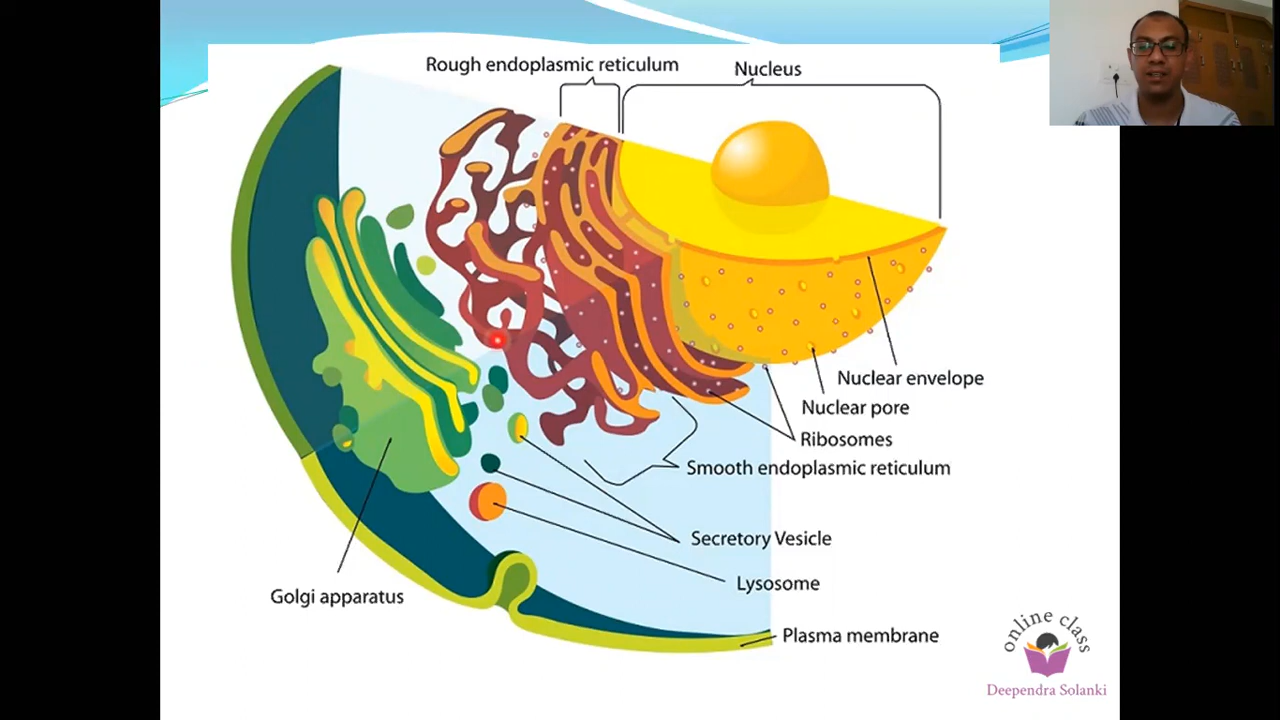 Rough endoplasmic reticulum
Nucleus
Nuclear envelope
Nuclear pore
Ribosomes
Smooth endoplasmic reticulum
Secretory Vesicle
Lysosome
Golgi apparatus
Plasma membrane
online class
Deependra Solanki